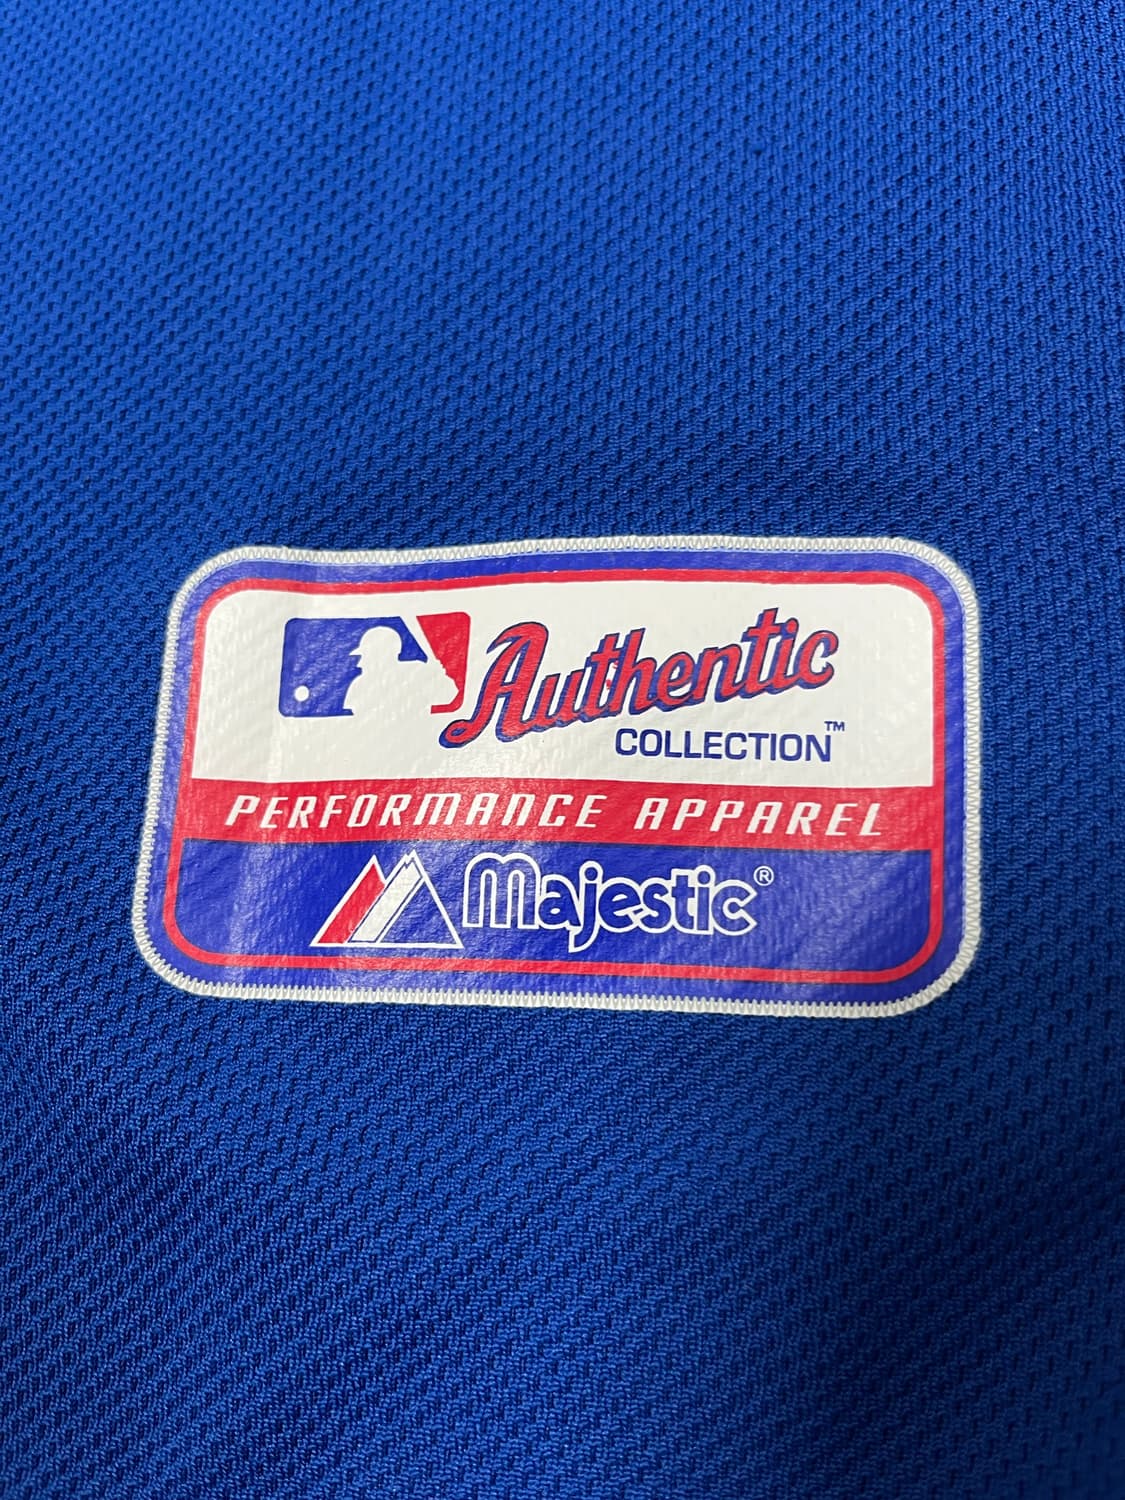 Authentic
COLLECTION™
PERFORMANCE APPAREL
Majestic®